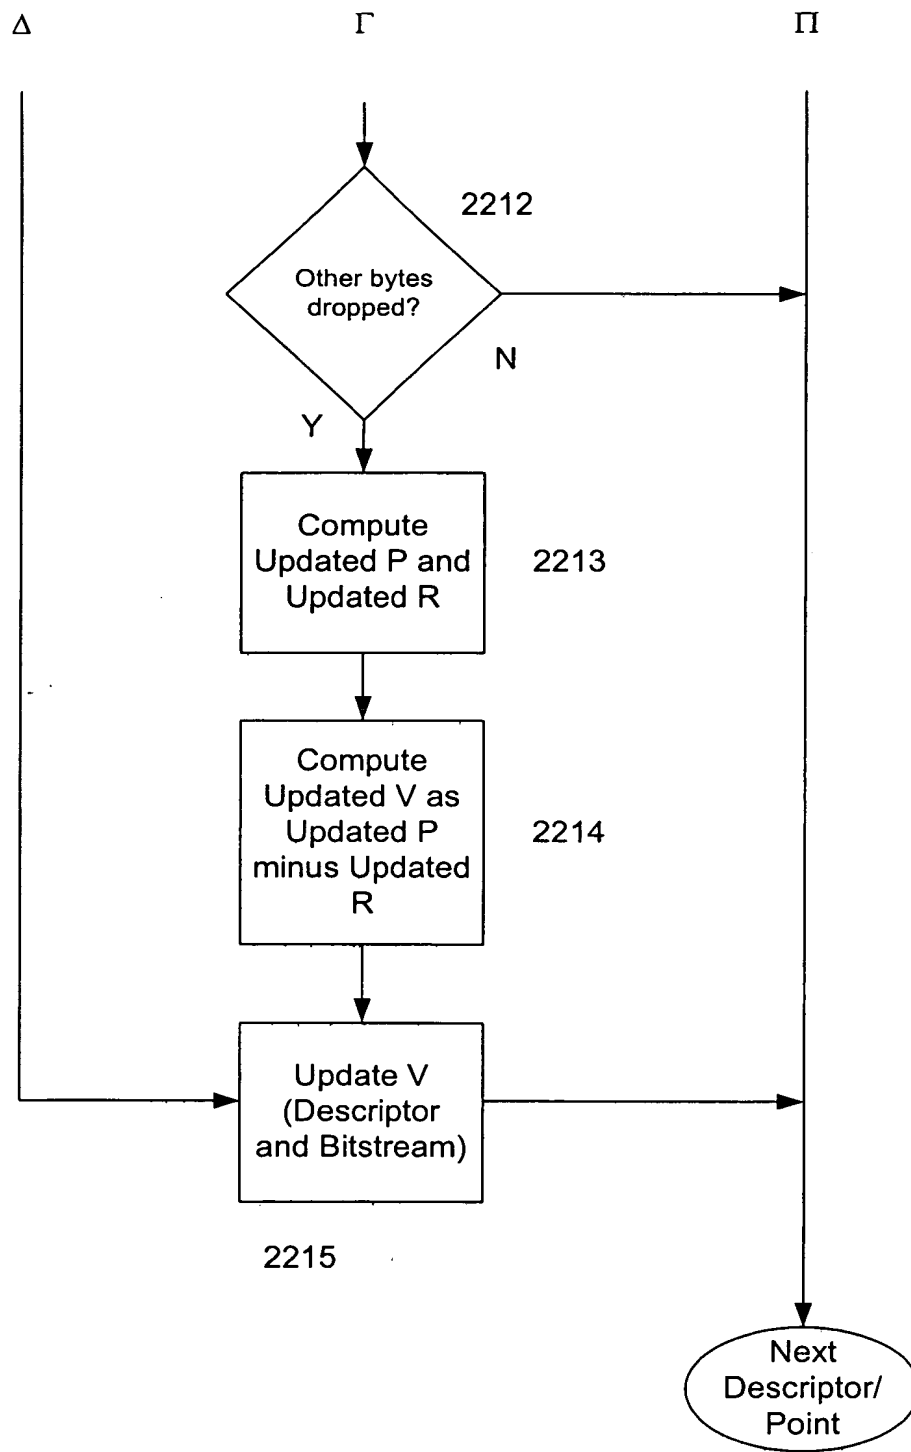 Δ Γ Π
2212
Other bytes
dropped?
N
Y
Compute
Updated P and
Updated R
2213
Compute
Updated V as
Updated P
minus Updated
R
2214
Update V
(Descriptor
and Bitstream)
2215
Next
Descriptor/
Point